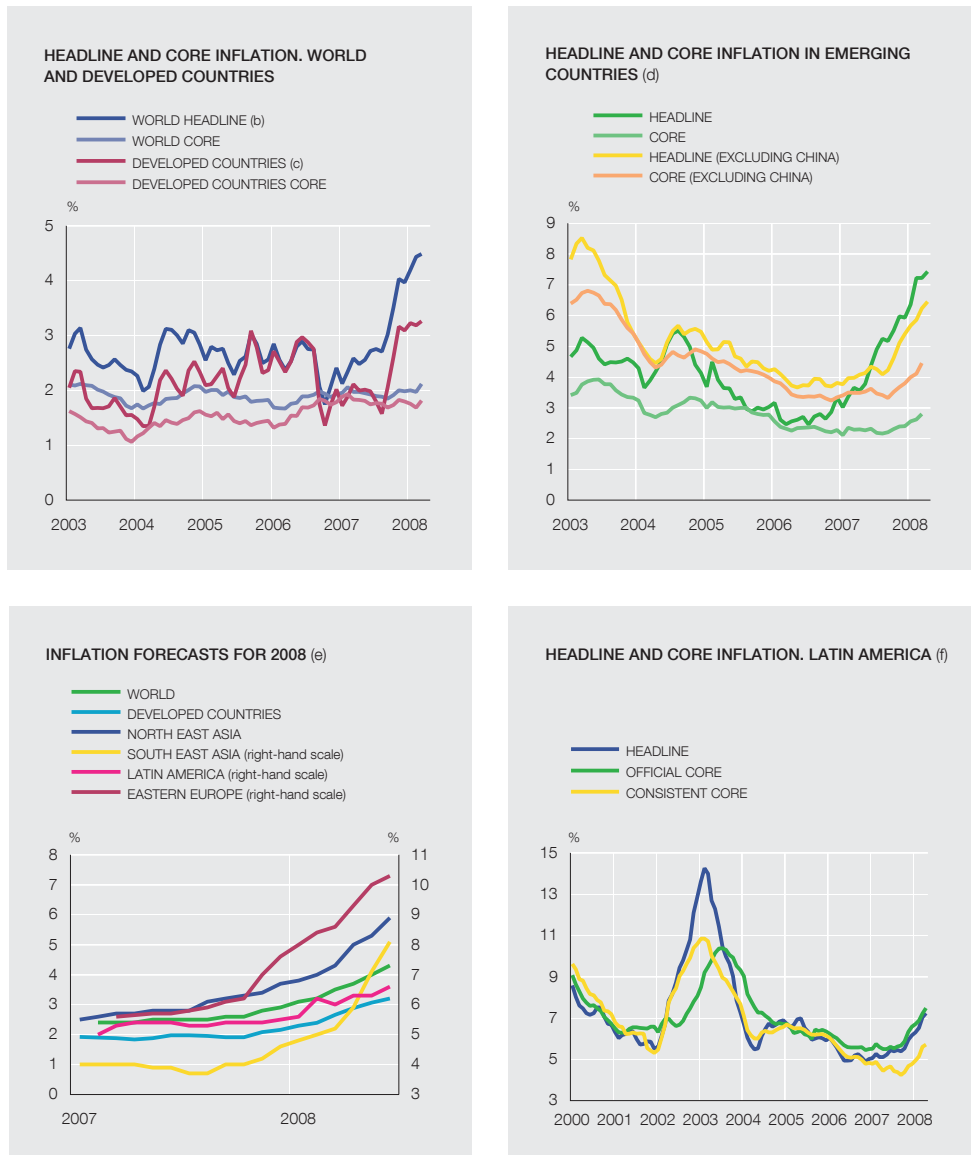 HEADLINE AND CORE INFLATION. WORLD
AND DEVELOPED COUNTRIES
WORLD HEADLINE (b)
WORLD CORE
DEVELOPED COUNTRIES (c)
DEVELOPED COUNTRIES CORE
%
5
4
3
2
1
0
2003 2004 2005 2006 2007 2008
HEADLINE AND CORE INFLATION IN EMERGING
COUNTRIES (d)
HEADLINE
CORE
HEADLINE (EXCLUDING CHINA)
CORE (EXCLUDING CHINA)
%
9
8
7
6
5
4
3
2
1
0
2003 2004 2005 2006 2007 2008
INFLATION FORECASTS FOR 2008 (e)
WORLD
DEVELOPED COUNTRIES
NORTH EAST ASIA
SOUTH EAST ASIA (right-hand scale)
LATIN AMERICA (right-hand scale)
EASTERN EUROPE (right-hand scale)
% %
8 11
7 10
6 9
5 8
4 7
3 6
2 5
1 4
0 3
2007 2008
HEADLINE AND CORE INFLATION. LATIN AMERICA (f)
HEADLINE
OFFICIAL CORE
CONSISTENT CORE
%
15
13
11
9
7
5
3
2000 2001 2002 2003 2004 2005 2006 2007 2008